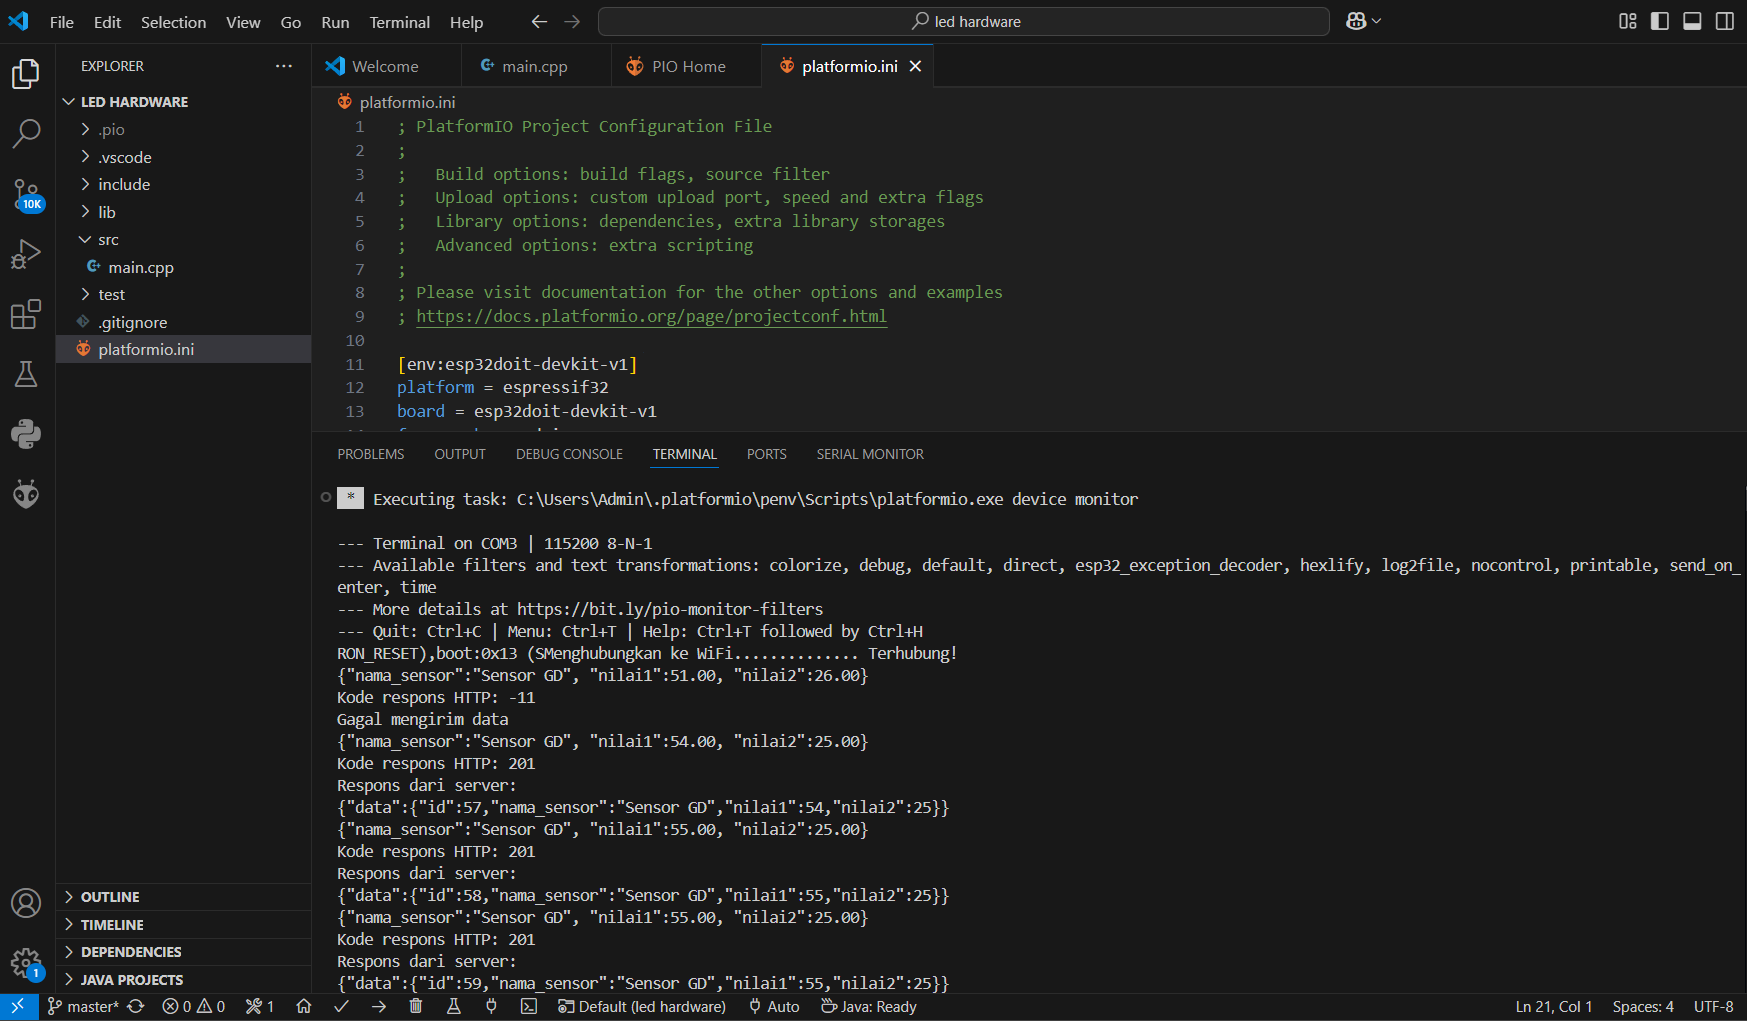 File Edit Selection View Go Run Terminal Help
led hardware
EXPLORER
LED HARDWARE
.pio
.vscode
include
lib
src
main.cpp
test
.gitignore
platformio.ini
OUTLINE
TIMELINE
DEPENDENCIES
JAVA PROJECTS
10K
1
Welcome
main.cpp
PIO Home
platformio.ini
platformio.ini
1 ; PlatformIO Project Configuration File
2 ;
3 ;   Build options: build flags, source filter
4 ;   Upload options: custom upload port, speed and extra flags
5 ;   Library options: dependencies, extra library storages
6 ;   Advanced options: extra scripting
7 ;
8 ; Please visit documentation for the other options and examples
9 ; https://docs.platformio.org/page/projectconf.html
10
11 [env:esp32doit-devkit-v1]
12 platform = espressif32
13 board = esp32doit-devkit-v1
PROBLEMS OUTPUT DEBUG CONSOLE TERMINAL PORTS SERIAL MONITOR
* Executing task: C:\Users\Admin\.platformio\penv\Scripts\platformio.exe device monitor
--- Terminal on COM3 | 115200 8-N-1
--- Available filters and text transformations: colorize, debug, default, direct, esp32_exception_decoder, hexlify, log2file, nocontrol, printable, send_on_
enter, time
--- More details at https://bit.ly/pio-monitor-filters
--- Quit: Ctrl+C | Menu: Ctrl+T | Help: Ctrl+T followed by Ctrl+H
RON_RESET),boot:0x13 (SMenghubungkan ke WiFi.............. Terhubung!
{"nama_sensor":"Sensor GD", "nilai1":51.00, "nilai2":26.00}
Kode respons HTTP: -11
Gagal mengirim data
{"nama_sensor":"Sensor GD", "nilai1":54.00, "nilai2":25.00}
Kode respons HTTP: 201
Respons dari server:
{"data":{"id":57,"nama_sensor":"Sensor GD","nilai1":54,"nilai2":25}}
{"nama_sensor":"Sensor GD", "nilai1":55.00, "nilai2":25.00}
Kode respons HTTP: 201
Respons dari server:
{"data":{"id":58,"nama_sensor":"Sensor GD","nilai1":55,"nilai2":25}}
{"nama_sensor":"Sensor GD", "nilai1":55.00, "nilai2":25.00}
Kode respons HTTP: 201
Respons dari server:
{"data":{"id":59,"nama_sensor":"Sensor GD","nilai1":55,"nilai2":25}}
master* 0 0 1 Default (led hardware) Auto Java: Ready Ln 21, Col 1 Spaces: 4 UTF-8